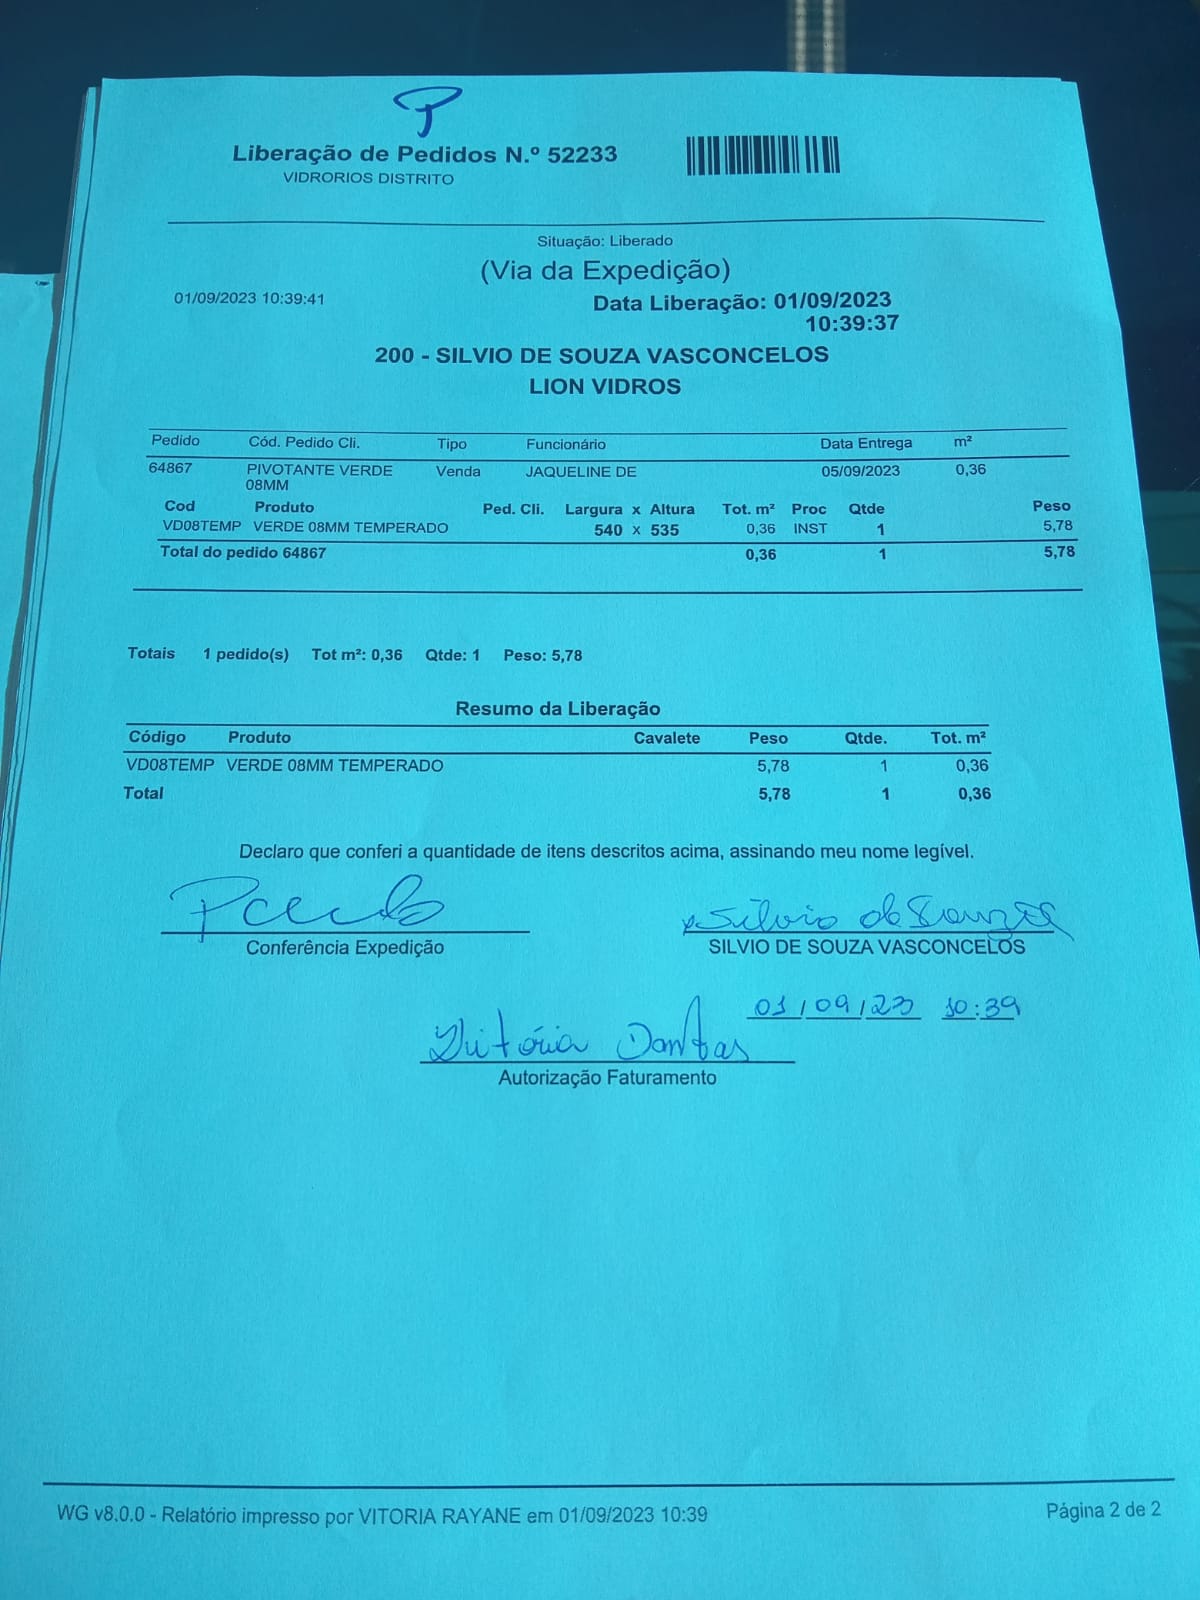 Liberação de Pedidos N.º 52233
VIDRORIOS DISTRITO
Situação: Liberado
(Via da Expedição)
01/09/2023 10:39:41
Data Liberação: 01/09/2023
10:39:37
200 - SILVIO DE SOUZA VASCONCELOS
LION VIDROS
Pedido Cód. Pedido Cli. Tipo Funcionário Data Entrega m²
64867 PIVOTANTE VERDE Venda JAQUELINE DE 05/09/2023 0,36
08MM
Cod Produto Ped. Cli. Largura x Altura Tot. m² Proc Qtde Peso
VD08TEMP VERDE 08MM TEMPERADO 540 x 535 0,36 INST 1 5,78
Total do pedido 64867 0,36 1 5,78
Totais 1 pedido(s) Tot m²: 0,36 Qtde: 1 Peso: 5,78
Resumo da Liberação
Código Produto Cavalete Peso Qtde. Tot. m²
VD08TEMP VERDE 08MM TEMPERADO 5,78 1 0,36
Total 5,78 1 0,36
Declaro que conferi a quantidade de itens descritos acima, assinando meu nome legível.
Silvio de Souza
Conferência Expedição SILVIO DE SOUZA VASCONCELOS
01/09/23 10:39
Vitória Dantas
Autorização Faturamento
WG v8.0.0 - Relatório impresso por VITORIA RAYANE em 01/09/2023 10:39 Página 2 de 2